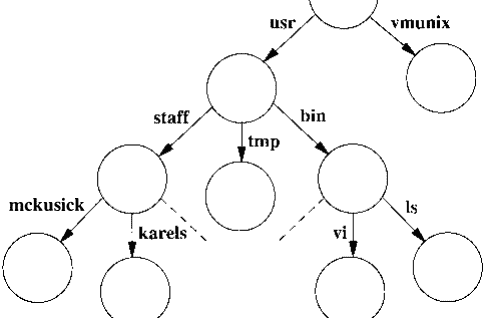 usr
vmunix
staff
bin
tmp
mckusick
karels
vi
ls